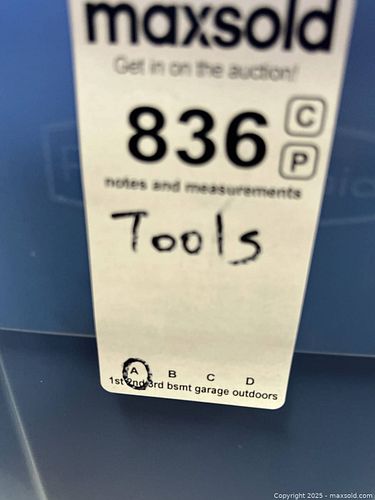 maxsold
Get in on the auction!
836
C
P
notes and measurements
Tools
A B C D
1st 2nd 3rd bsmt garage outdoors
Copyright © 2025 - maxsold.com